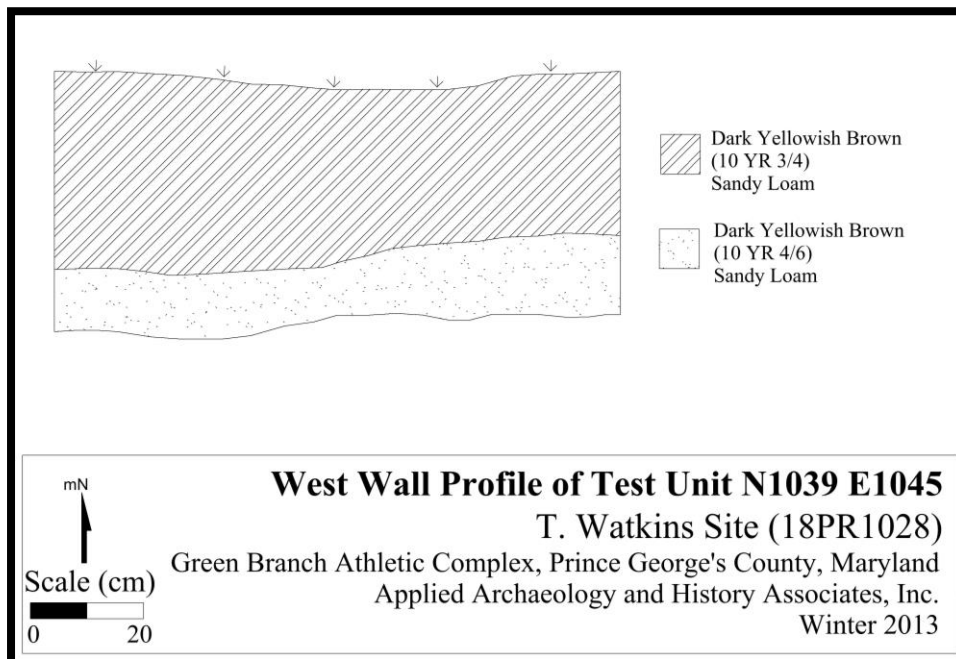 Dark Yellowish Brown
(10 YR 3/4)
Sandy Loam
Dark Yellowish Brown
(10 YR 4/6)
Sandy Loam
mN
Scale (cm)
0 20
West Wall Profile of Test Unit N1039 E1045
T. Watkins Site (18PR1028)
Green Branch Athletic Complex, Prince George's County, Maryland
Applied Archaeology and History Associates, Inc.
Winter 2013